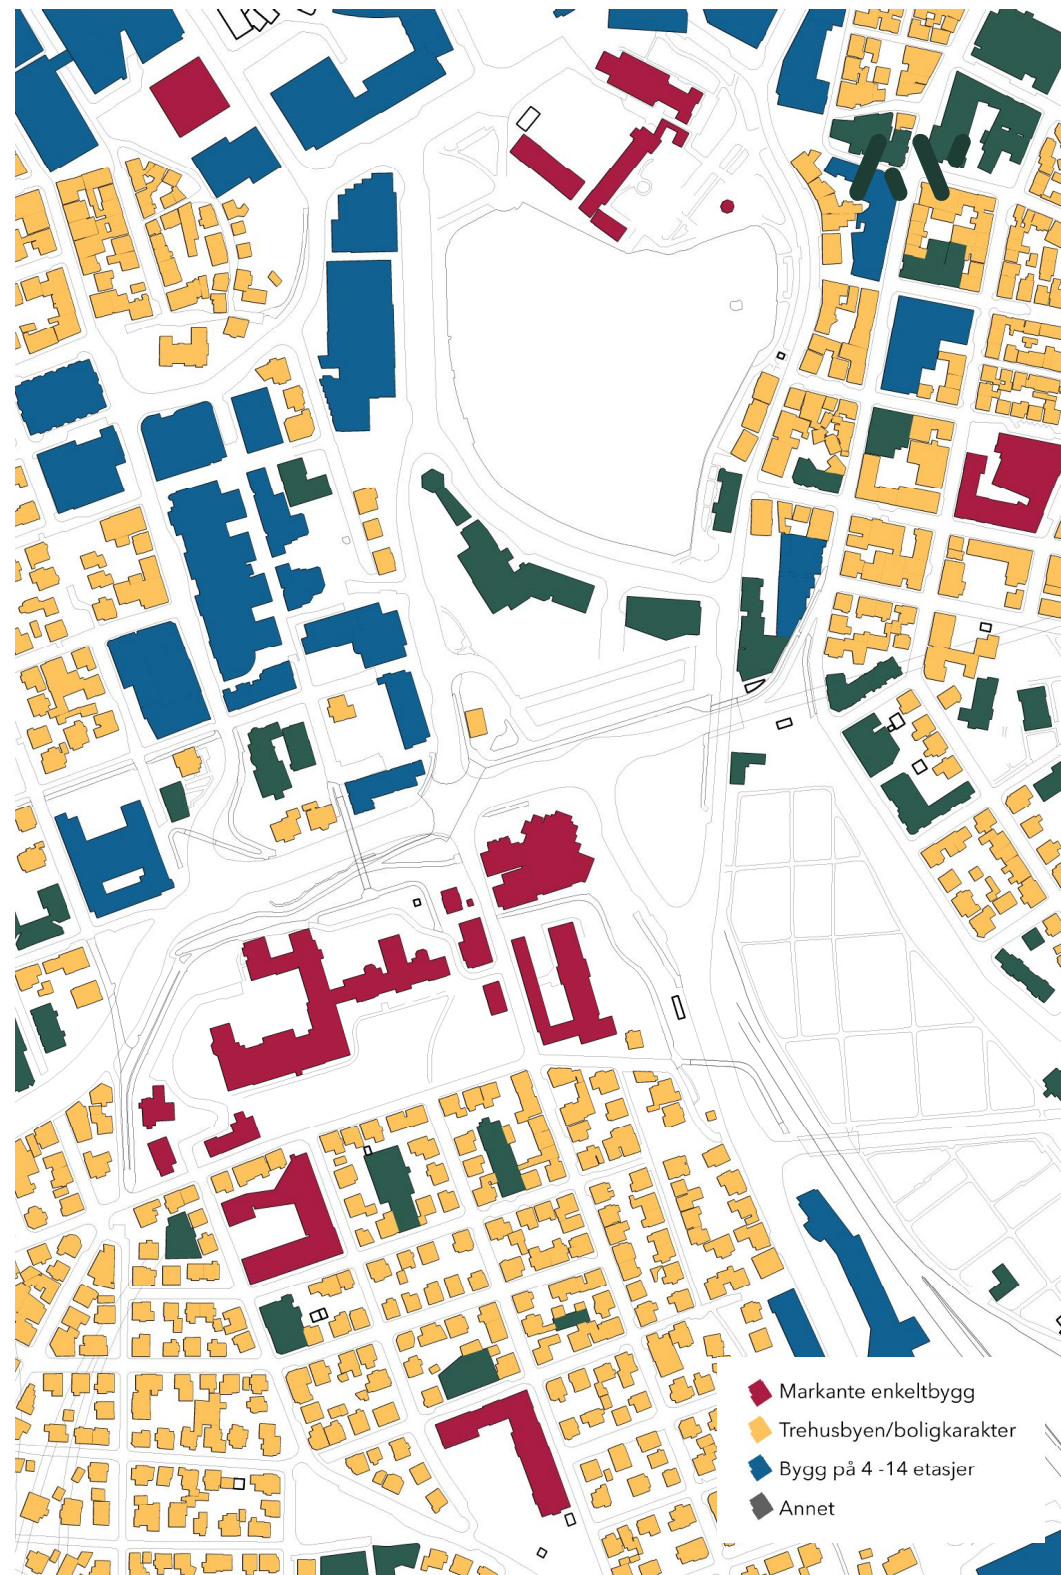 Markante enkeltbygg
Trehusbyen/boligkarakter
Bygg på 4 -14 etasjer
Annet